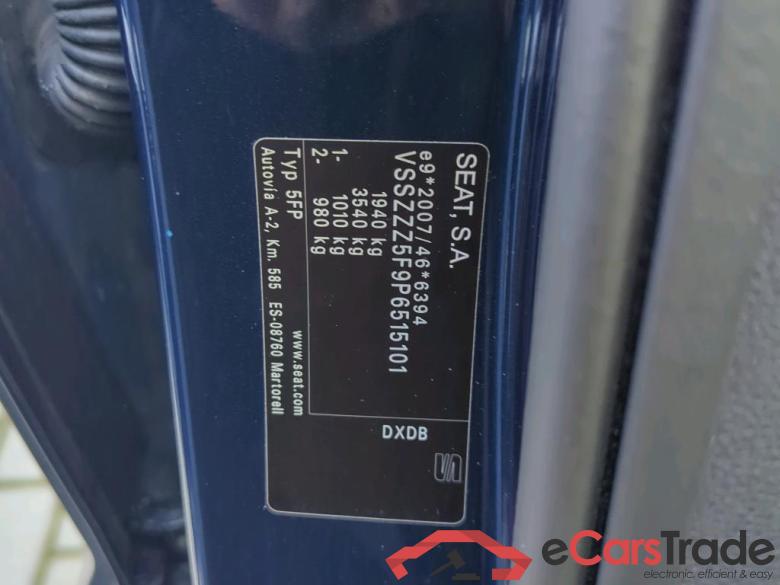 SEAT, S.A.
e9*2007/46*6394
VSSZZZ5F9P6515101
1940 kg
3540 kg
1- 1010 kg
2- 980 kg
DXDB
Typ 5FP www.seat.com
Autovia A-2, Km. 585 ES-08760 Martorell
eCarsTrade
electronic. efficient & easy